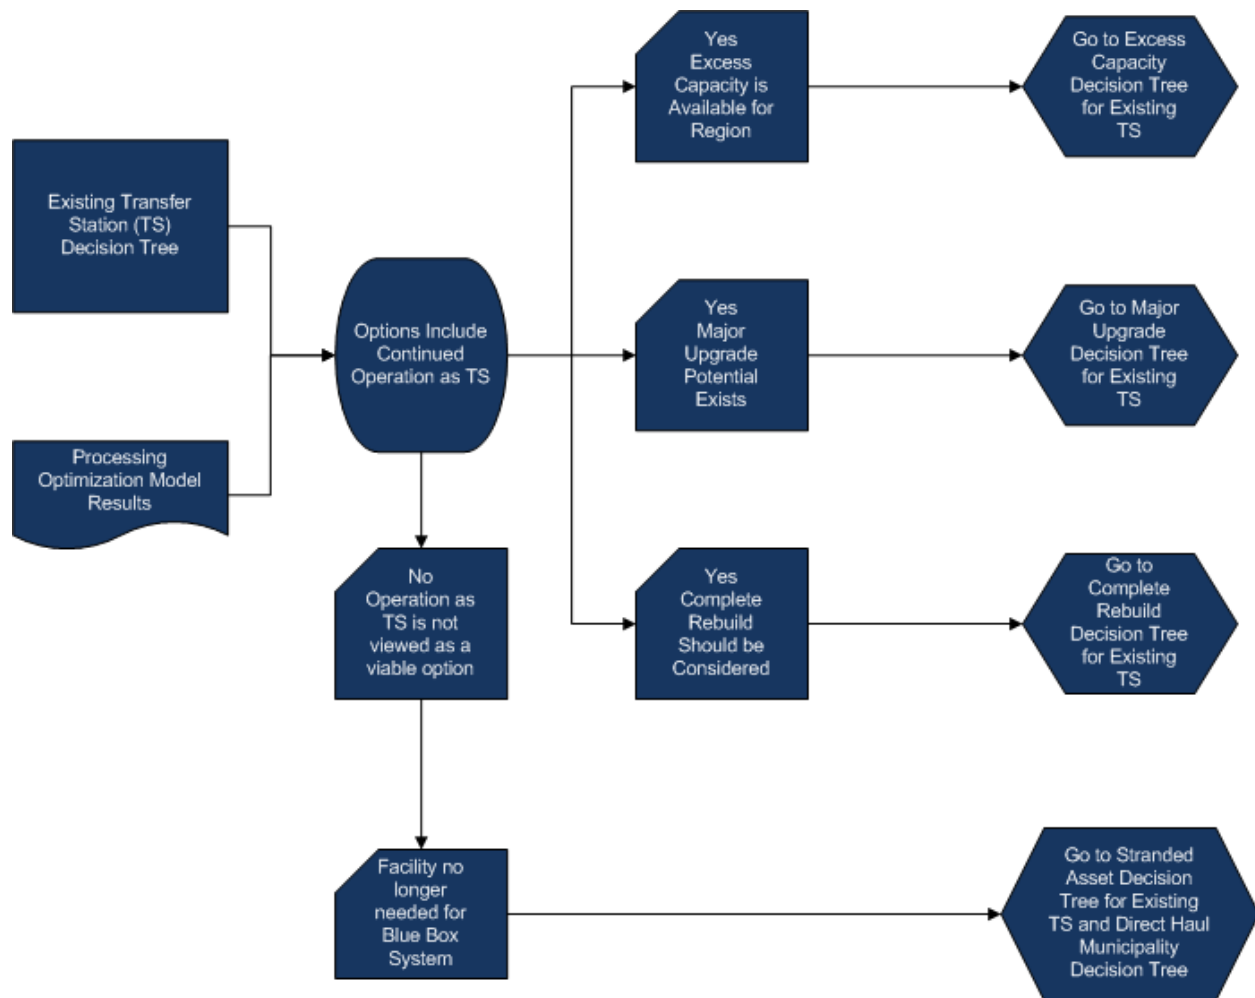 Yes
Excess
Capacity is
Available for
Region
Go to Excess
Capacity
Decision Tree
for Existing
TS
Existing Transfer
Station (TS)
Decision Tree
Options Include
Continued
Operation as TS
Yes
Major
Upgrade
Potential
Exists
Go to Major
Upgrade
Decision Tree
for Existing
TS
Processing
Optimization Model
Results
No
Operation as
TS is not
viewed as a
viable option
Yes
Complete
Rebuild
Should be
Considered
Go to
Complete
Rebuild
Decision Tree
for Existing
TS
Facility no
longer
needed for
Blue Box
System
Go to Stranded
Asset Decision
Tree for Existing
TS and Direct Haul
Municipality
Decision Tree